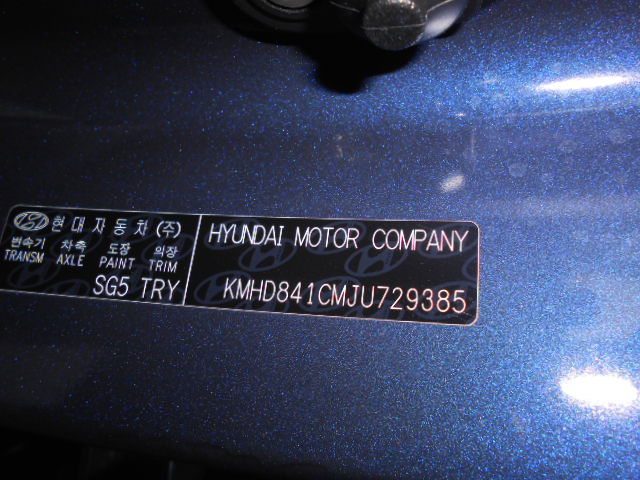 현대자동차(주)
변속기 차축 도장 의장
TRANSM AXLE PAINT TRIM
SG5 TRY
HYUNDAI MOTOR COMPANY
KMHD841CMJU729385